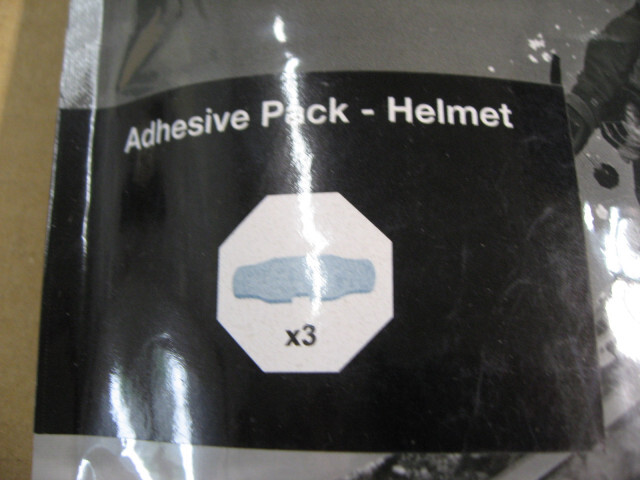 Adhesive Pack - Helmet
x3